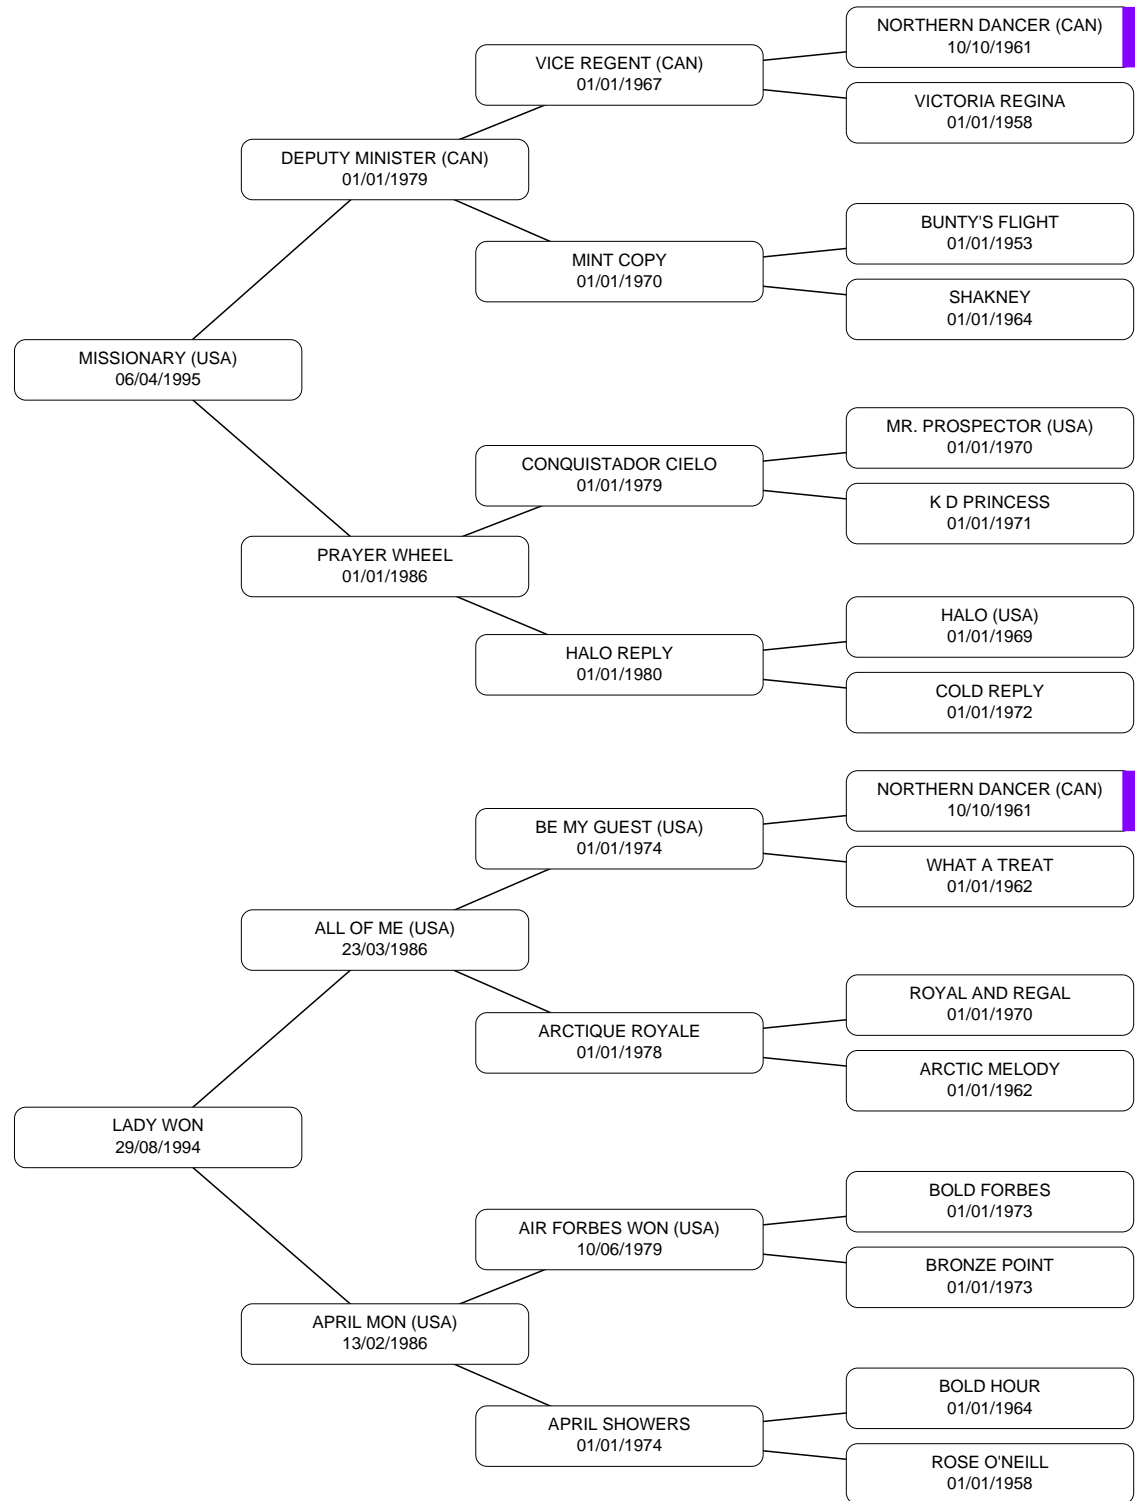 NORTHERN DANCER (CAN)
10/10/1961
VICE REGENT (CAN)
01/01/1967
VICTORIA REGINA
01/01/1958
DEPUTY MINISTER (CAN)
01/01/1979
BUNTY'S FLIGHT
01/01/1953
MINT COPY
01/01/1970
SHAKNEY
01/01/1964
MISSIONARY (USA)
06/04/1995
MR. PROSPECTOR (USA)
01/01/1970
CONQUISTADOR CIELO
01/01/1979
K D PRINCESS
01/01/1971
PRAYER WHEEL
01/01/1986
HALO (USA)
01/01/1969
HALO REPLY
01/01/1980
COLD REPLY
01/01/1972
NORTHERN DANCER (CAN)
10/10/1961
BE MY GUEST (USA)
01/01/1974
WHAT A TREAT
01/01/1962
ALL OF ME (USA)
23/03/1986
ROYAL AND REGAL
01/01/1970
ARCTIQUE ROYALE
01/01/1978
ARCTIC MELODY
01/01/1962
LADY WON
29/08/1994
BOLD FORBES
01/01/1973
AIR FORBES WON (USA)
10/06/1979
BRONZE POINT
01/01/1973
APRIL MON (USA)
13/02/1986
BOLD HOUR
01/01/1964
APRIL SHOWERS
01/01/1974
ROSE O'NEILL
01/01/1958